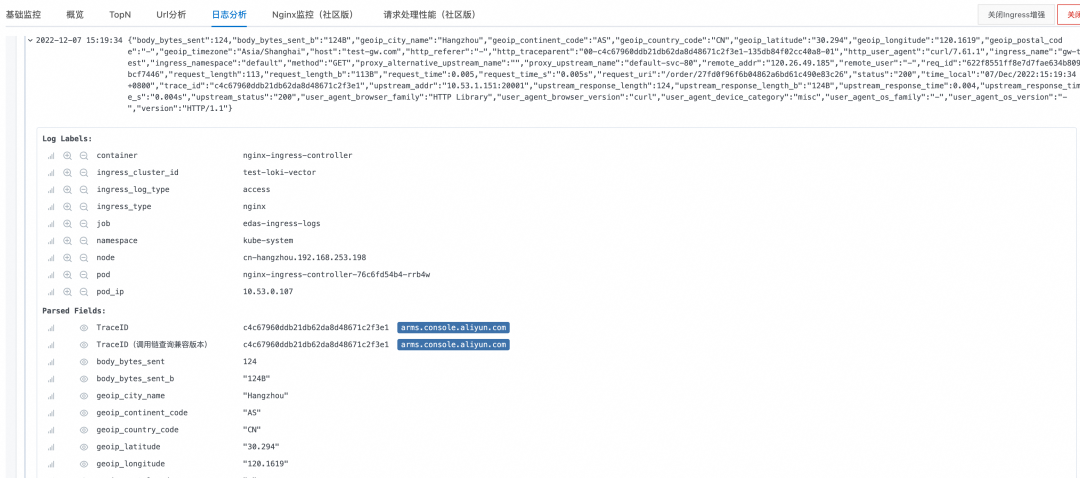 基础监控 概览 TopN Url分析 日志分析 Nginx监控（社区版） 请求处理性能（社区版） 关闭Ingress增强
2022-12-07 15:19:34 {"body_bytes_sent":124,"body_bytes_sent_b":"124B","geoip_city_name":"Hangzhou","geoip_continent_code":"AS","geoip_country_code":"CN","geoip_latitude":"30.294","geoip_longitude":"120.1619","geoip_postal_cod
e":"-","geoip_timezone":"Asia/Shanghai","host":"test-gw.com","http_referer":"-","http_traceparent":"00-c4c67960ddb21db62da8d48671c2f3e1-135db84f02cc40a8-01","http_user_agent":"curl/7.61.1","ingress_name":"gw-t
est","ingress_namespace":"default","method":"GET","proxy_alternative_upstream_name":"","proxy_upstream_name":"default-svc-80","remote_addr":"120.26.49.185","remote_user":"-","req_id":"622f8551ff8e7d7fae634b809
bcf7446","request_length":113,"request_length_b":"113B","request_time":0.005,"request_time_s":"0.005s","request_uri":"/order/27fd0f96f6b04862a6bd61c490e83c26","status":"200","time_local":"07/Dec/2022:15:19:34
+0800","trace_id":"c4c67960ddb21db62da8d48671c2f3e1","upstream_addr":"10.53.1.151:20001","upstream_response_length":124,"upstream_response_length_b":"124B","upstream_response_time":0.004,"upstream_response_tim
e_s":"0.004s","upstream_status":"200","user_agent_browser_family":"HTTP Library","user_agent_browser_version":"curl","user_agent_device_category":"misc","user_agent_os_family":"-","user_agent_os_version":"-
","version":"HTTP/1.1"}
Log Labels:
container nginx-ingress-controller
ingress_cluster_id test-loki-vector
ingress_log_type access
ingress_type nginx
job edas-ingress-logs
namespace kube-system
node cn-hangzhou.192.168.253.198
pod nginx-ingress-controller-76c6fd54b4-rrb4w
pod_ip 10.53.0.107
Parsed Fields:
TraceID c4c67960ddb21db62da8d48671c2f3e1 arms.console.aliyun.com
TraceID（调用链查询兼容版本） c4c67960ddb21db62da8d48671c2f3e1 arms.console.aliyun.com
body_bytes_sent 124
body_bytes_sent_b "124B"
geoip_city_name "Hangzhou"
geoip_continent_code "AS"
geoip_country_code "CN"
geoip_latitude "30.294"
geoip_longitude "120.1619"